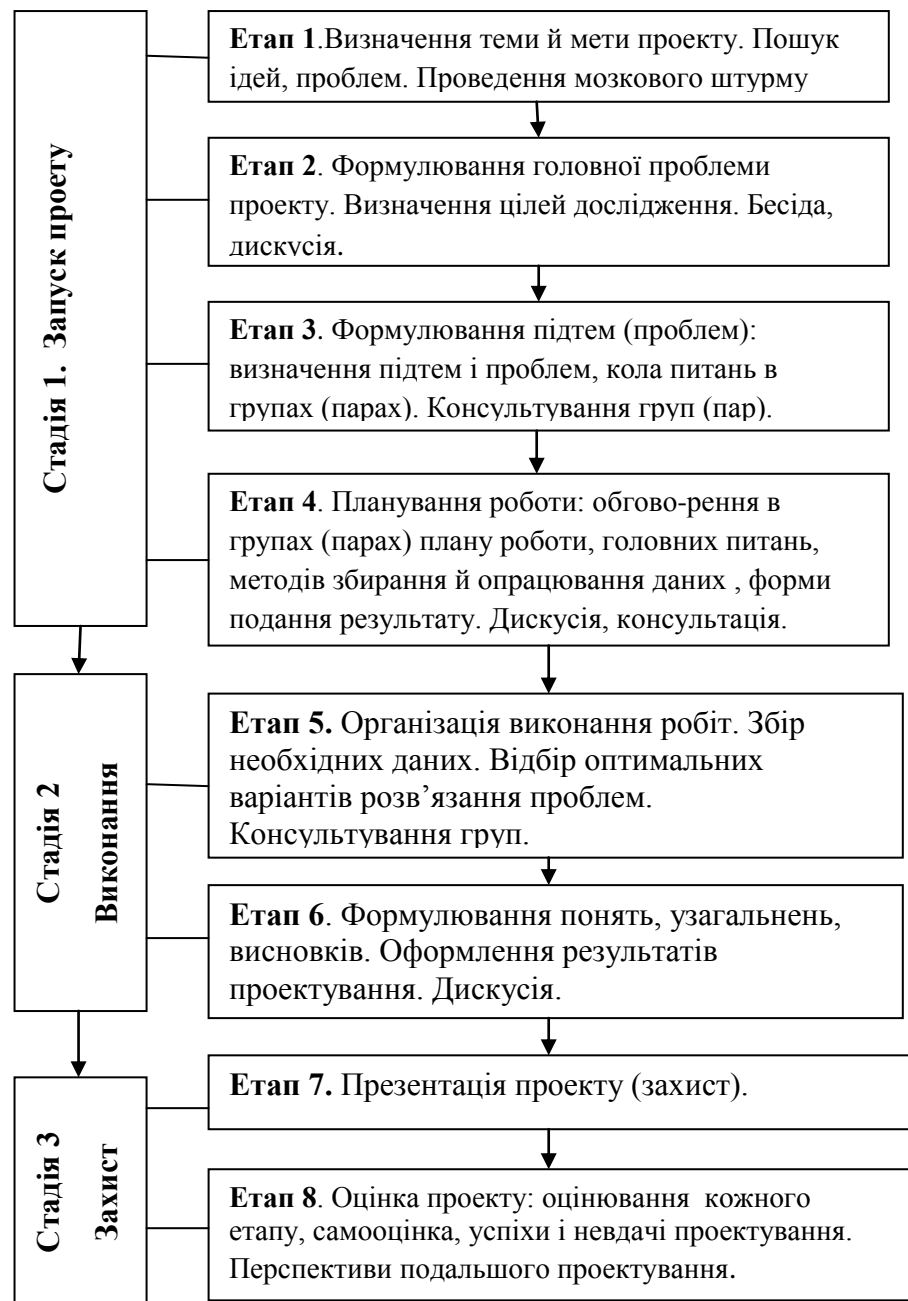 Стадія 1. Запуск проету
Етап 1.Визначення теми й мети проекту. Пошук
ідей, проблем. Проведення мозкового штурму
Етап 2. Формулювання головної проблеми
проекту. Визначення цілей дослідження. Бесіда,
дискусія.
Етап 3. Формулювання підтем (проблем):
визначення підтем і проблем, кола питань в
групах (парах). Консультування груп (пар).
Етап 4. Планування роботи: обгово-рення в
групах (парах) плану роботи, головних питань,
методів збирання й опрацювання даних , форми
подання результату. Дискусія, консультація.
Стадія 2
Виконання
Етап 5. Організація виконання робіт. Збір
необхідних даних. Відбір оптимальних
варіантів розв’язання проблем.
Консультування груп.
Етап 6. Формулювання понять, узагальнень,
висновків. Оформлення результатів
проектування. Дискусія.
Стадія 3
Захист
Етап 7. Презентація проекту (захист).
Етап 8. Оцінка проекту: оцінювання кожного
етапу, самооцінка, успіхи і невдачі проектування.
Перспективи подальшого проектування.